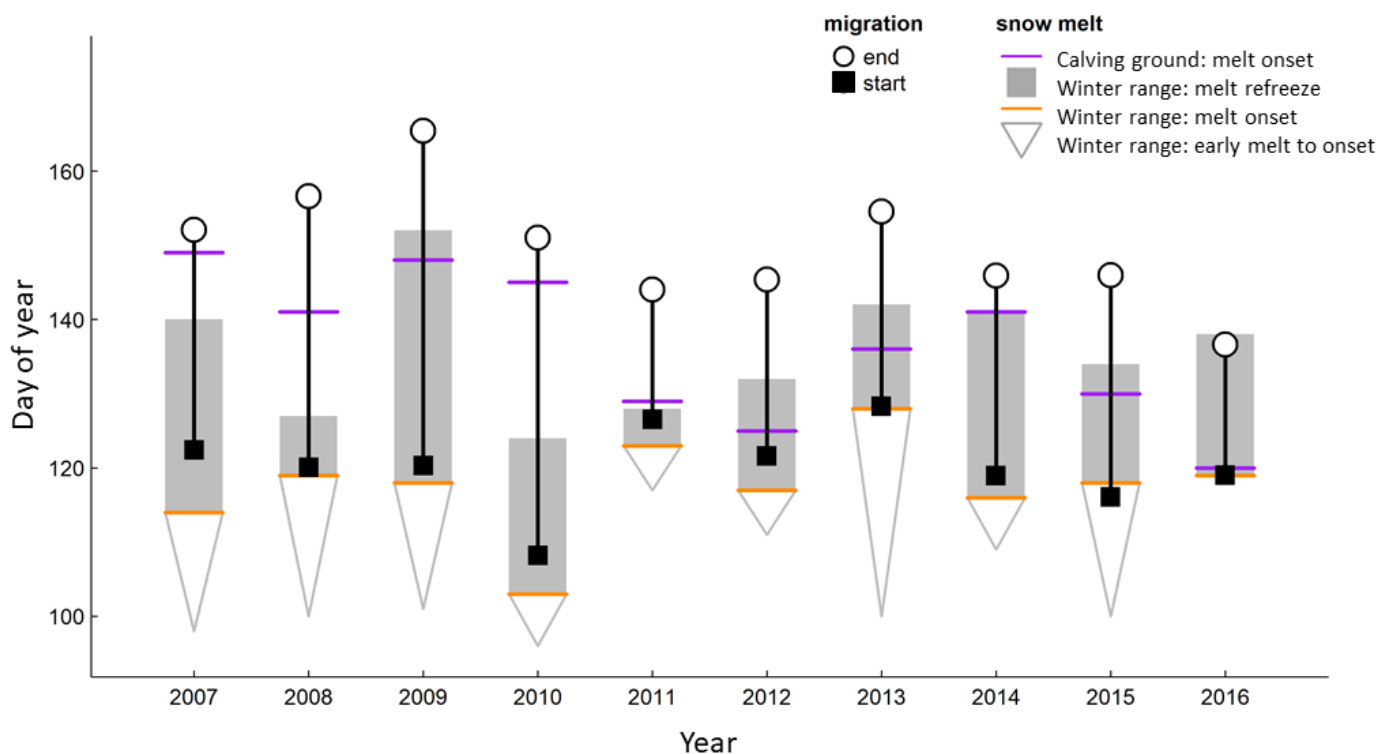 migration
end
start
snow melt
Calving ground: melt onset
Winter range: melt refreeze
Winter range: melt onset
Winter range: early melt to onset
Day of year
160
140
120
100
2007 2008 2009 2010 2011 2012 2013 2014 2015 2016
Year